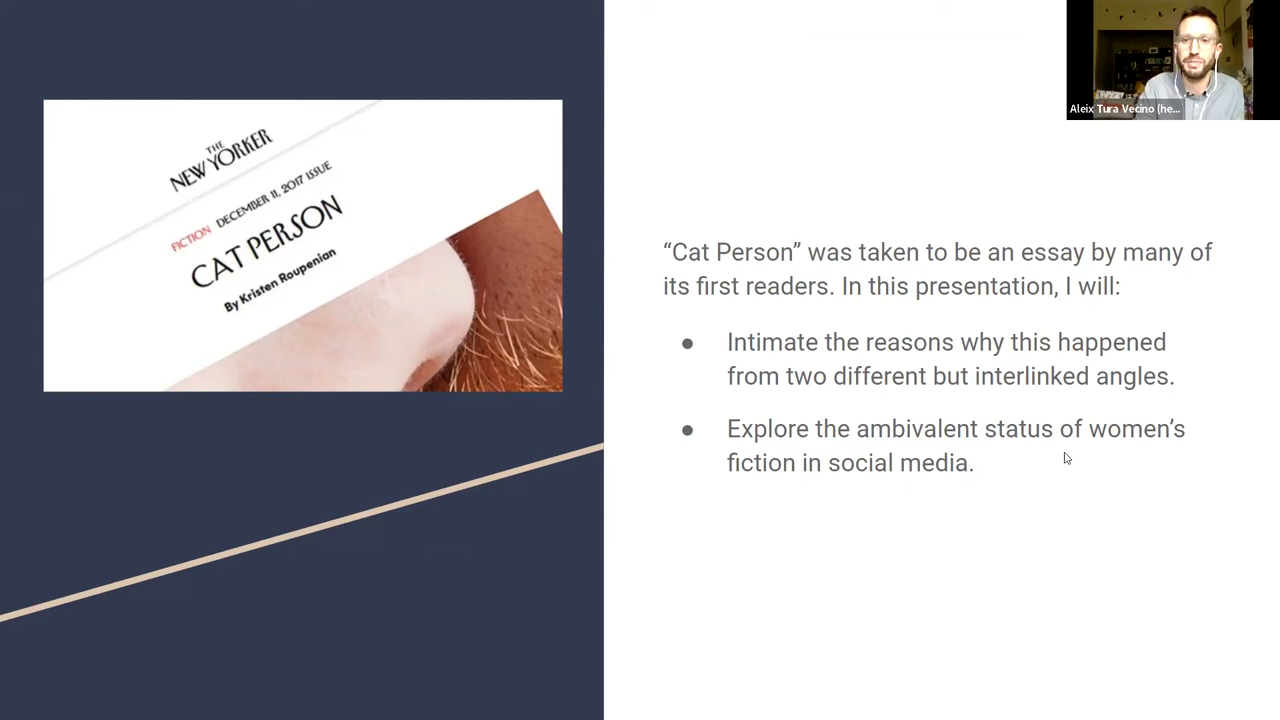 THE
NEW YORKER
FICTION DECEMBER 11, 2017 ISSUE
CAT PERSON
By Kristen Roupenian
Aleix Tura Vecino (he...
“Cat Person” was taken to be an essay by many of
its first readers. In this presentation, I will:
● Intimate the reasons why this happened
from two different but interlinked angles.
● Explore the ambivalent status of women’s
fiction in social media.